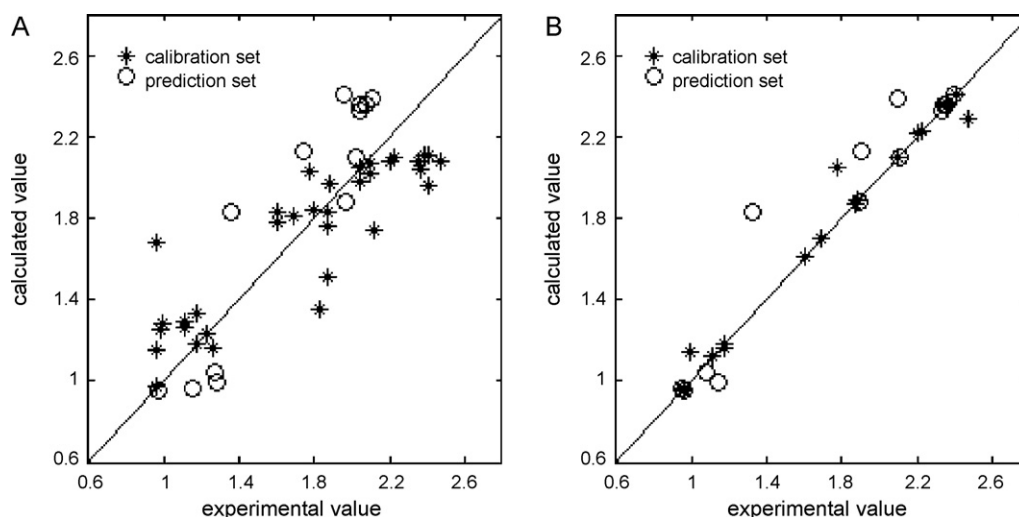 A
calibration set
prediction set
2.6
2.2
1.8
1.4
1
0.6
calculated value
0.6
1
1.4
1.8
2.2
2.6
experimental value
B
calibration set
prediction set
2.6
2.2
1.8
1.4
1
0.6
calculated value
0.6
1
1.4
1.8
2.2
2.6
experimental value